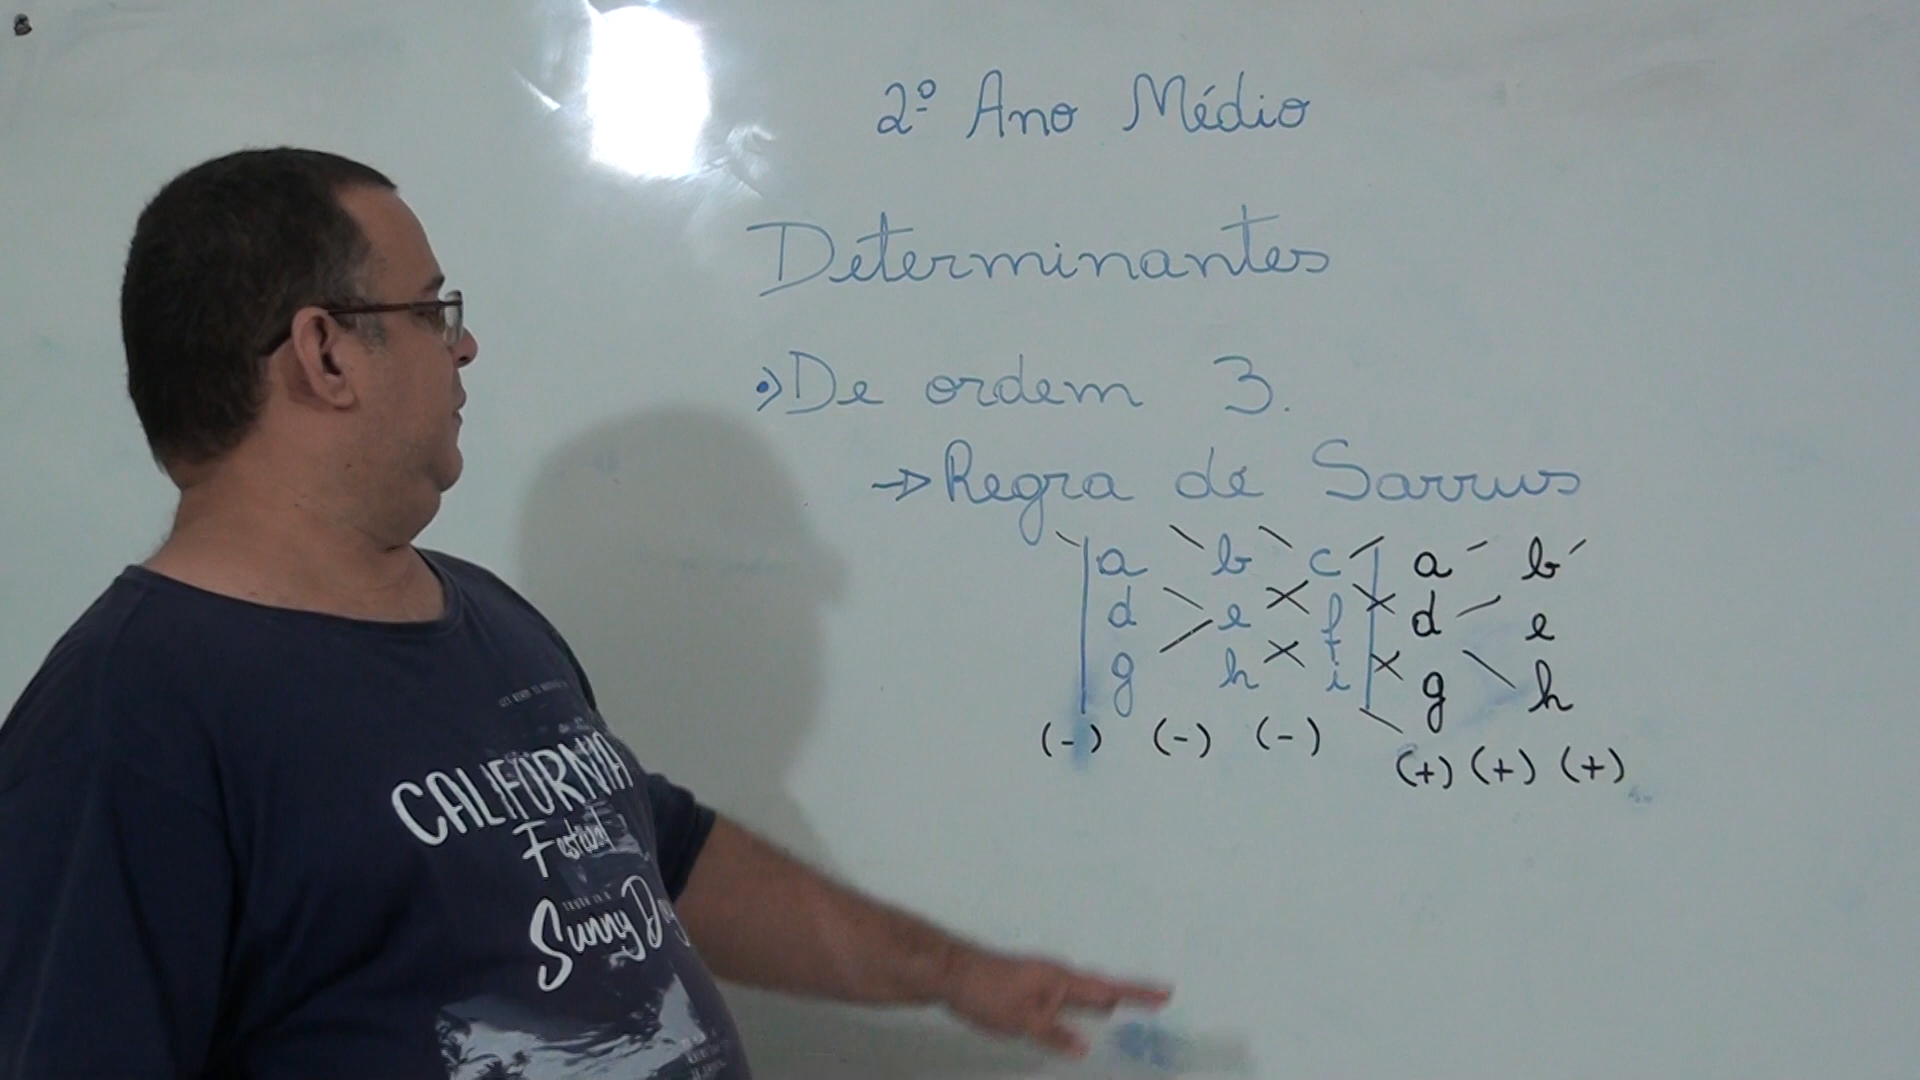 2º Ano Médio
Determinantes
•) De ordem 3.
→ Regra de Sarrus
a b c a b
d e f d e
g h i g h
(-) (-) (-) (+) (+) (+)
CALIFORNIA
Festival
Sunny Day